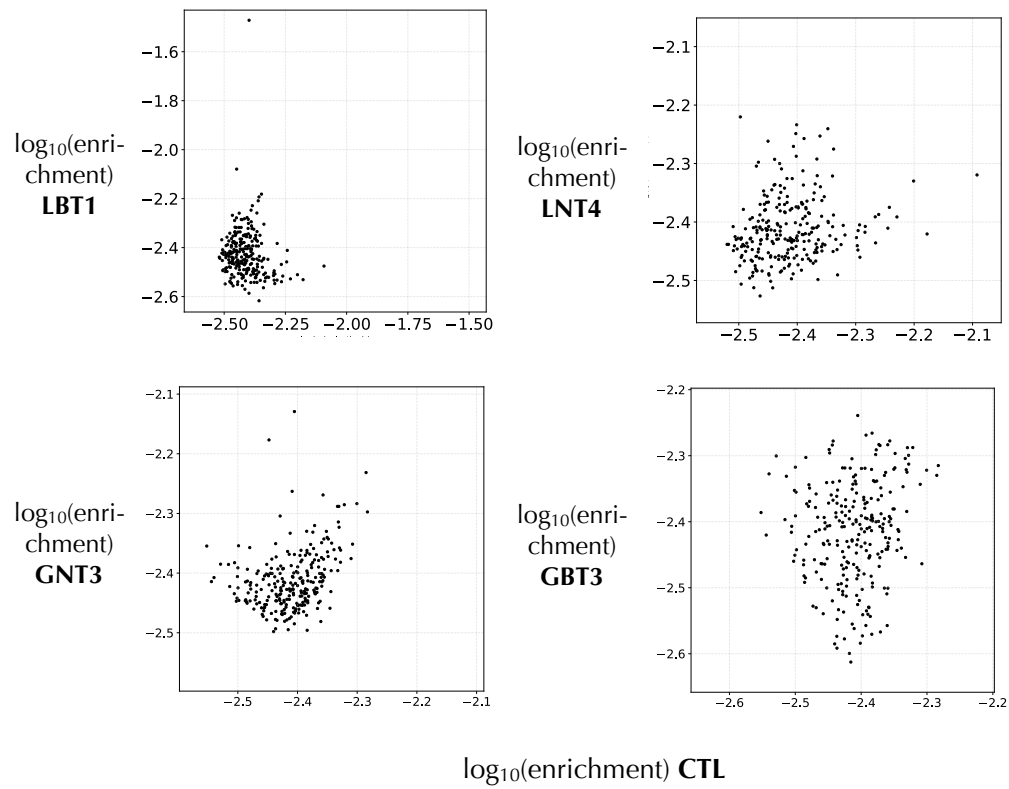 −1.6
−1.8
−2.0
−2.2
−2.4
−2.6
−2.50 −2.25 −2.00 −1.75 −1.50
log₁₀(enri-
chment)
LBT1
−2.1
−2.2
−2.3
−2.4
−2.5
−2.5 −2.4 −2.3 −2.2 −2.1
log₁₀(enri-
chment)
LNT4
−2.1
−2.2
−2.3
−2.4
−2.5
−2.5 −2.4 −2.3 −2.2 −2.1
log₁₀(enri-
chment)
GNT3
−2.2
−2.3
−2.4
−2.5
−2.6
−2.6 −2.5 −2.4 −2.3 −2.2
log₁₀(enri-
chment)
GBT3
log₁₀(enrichment) CTL